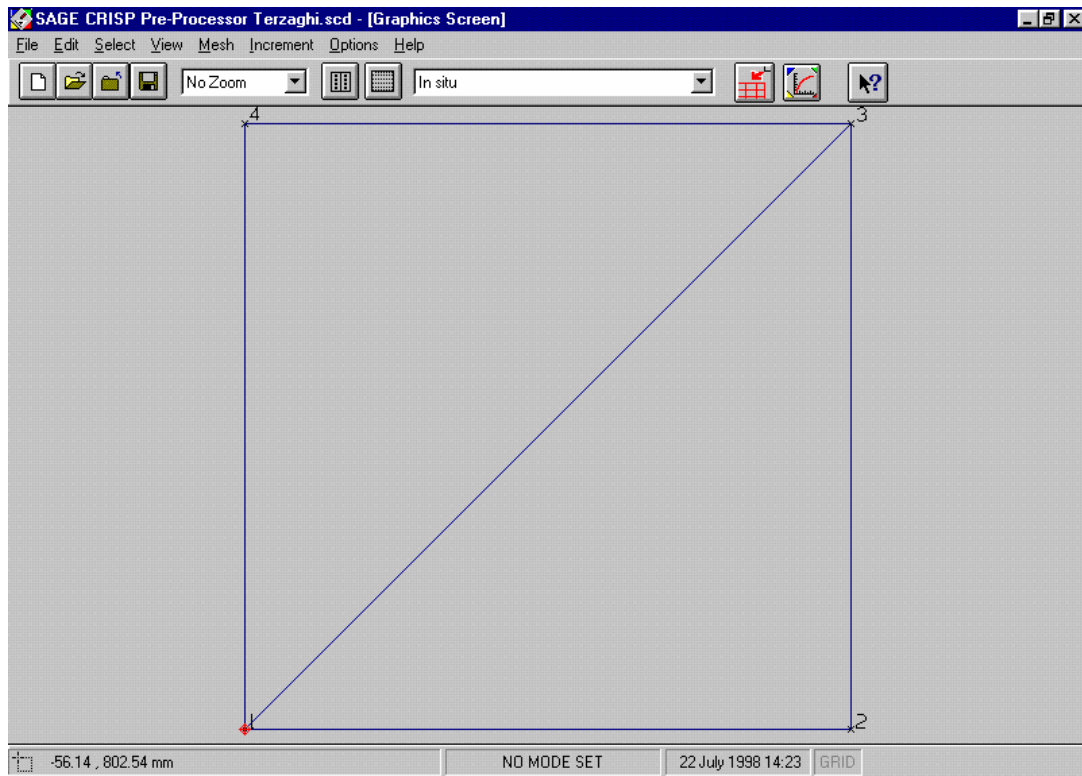 SAGE CRISP Pre-Processor Terzaghi.scd - [Graphics Screen]
File Edit Select View Mesh Increment Options Help
No Zoom In situ
4 3
1 2
-56.14 , 802.54 mm NO MODE SET 22 July 1998 14:23 GRID